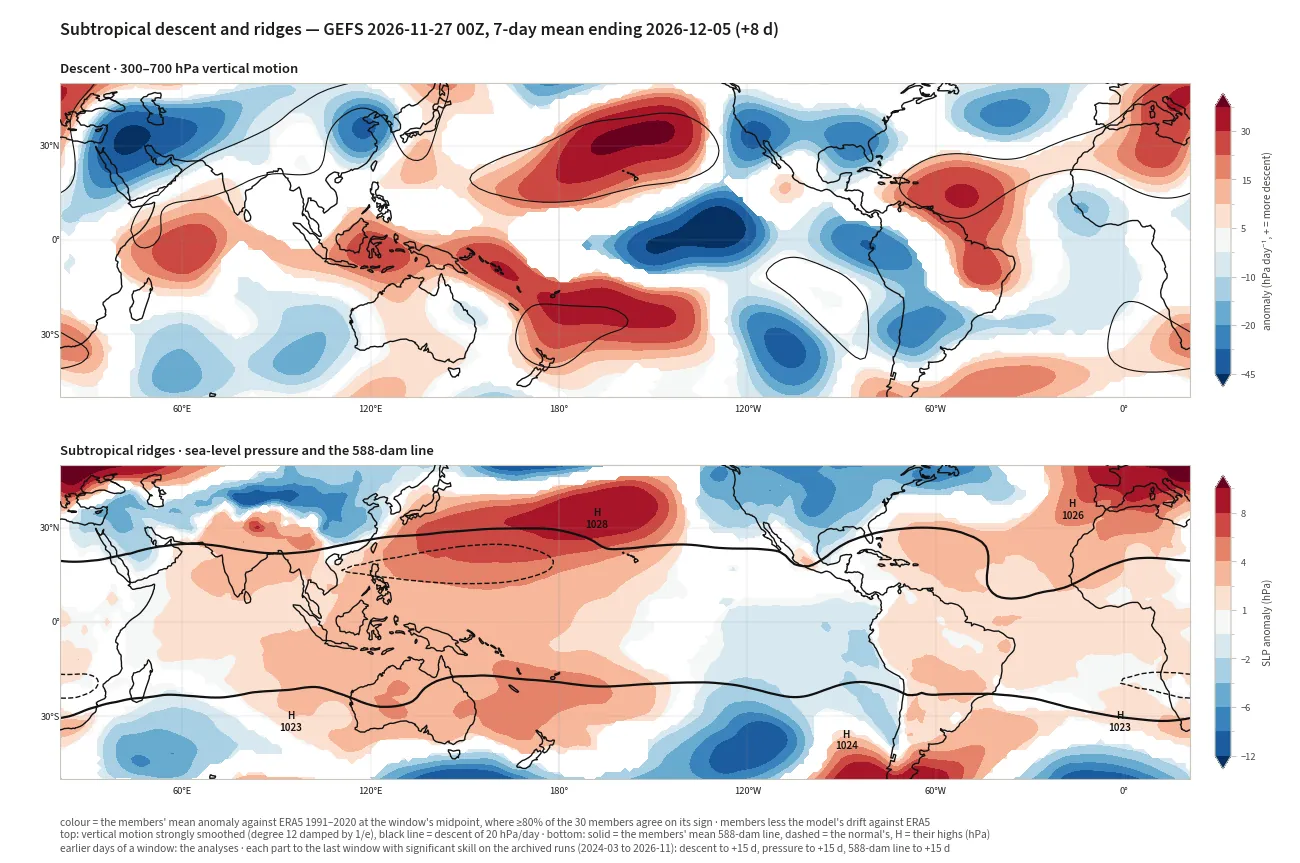 Subtropical descent and ridges — GEFS 2026-11-27 00Z, 7-day mean ending 2026-12-05 (+8 d)
Descent · 300–700 hPa vertical motion
30°N
0°
30°S
60°E
120°E
180°
120°W
60°W
0°
30
15
5
−10
−20
−45
anomaly (hPa day⁻¹, + = more descent)
Subtropical ridges · sea-level pressure and the 588-dam line
30°N
0°
30°S
H
1028
H
1026
H
1023
H
1024
H
1023
60°E
120°E
180°
120°W
60°W
0°
8
4
1
−2
−6
−12
SLP anomaly (hPa)
colour = the members' mean anomaly against ERA5 1991–2020 at the window's midpoint, where ≥80% of the 30 members agree on its sign · members less the model's drift against ERA5
top: vertical motion strongly smoothed (degree 12 damped by 1/e), black line = descent of 20 hPa/day · bottom: solid = the members' mean 588-dam line, dashed = the normal's, H = their highs (hPa)
earlier days of a window: the analyses · each part to the last window with significant skill on the archived runs (2024-03 to 2026-11): descent to +15 d, pressure to +15 d, 588-dam line to +15 d